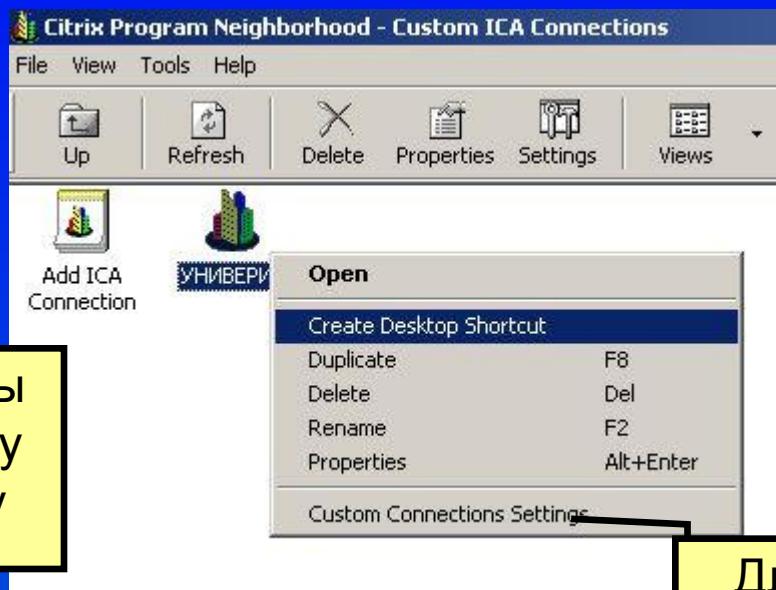 Citrix Program Neighborhood - Custom ICA Connections
File View Tools Help
Up Refresh Delete Properties Settings Views
Add ICA
Connection
УНИВЕРИ
Open
Create Desktop Shortcut
Duplicate F8
Delete Del
Rename F2
Properties Alt+Enter
Custom Connections Settings
ы
у